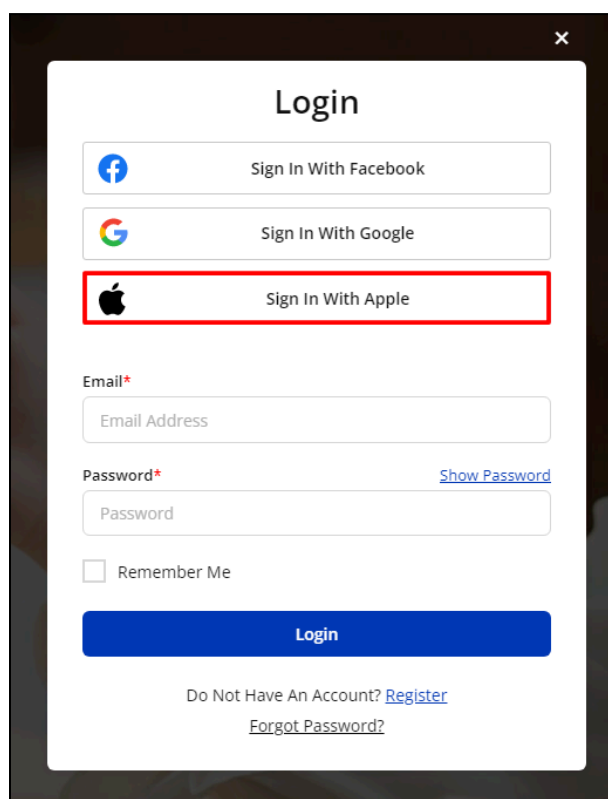 Login
Sign In With Facebook
Sign In With Google
Sign In With Apple
Email*
Email Address
Password* Show Password
Password
Remember Me
Login
Do Not Have An Account? Register
Forgot Password?